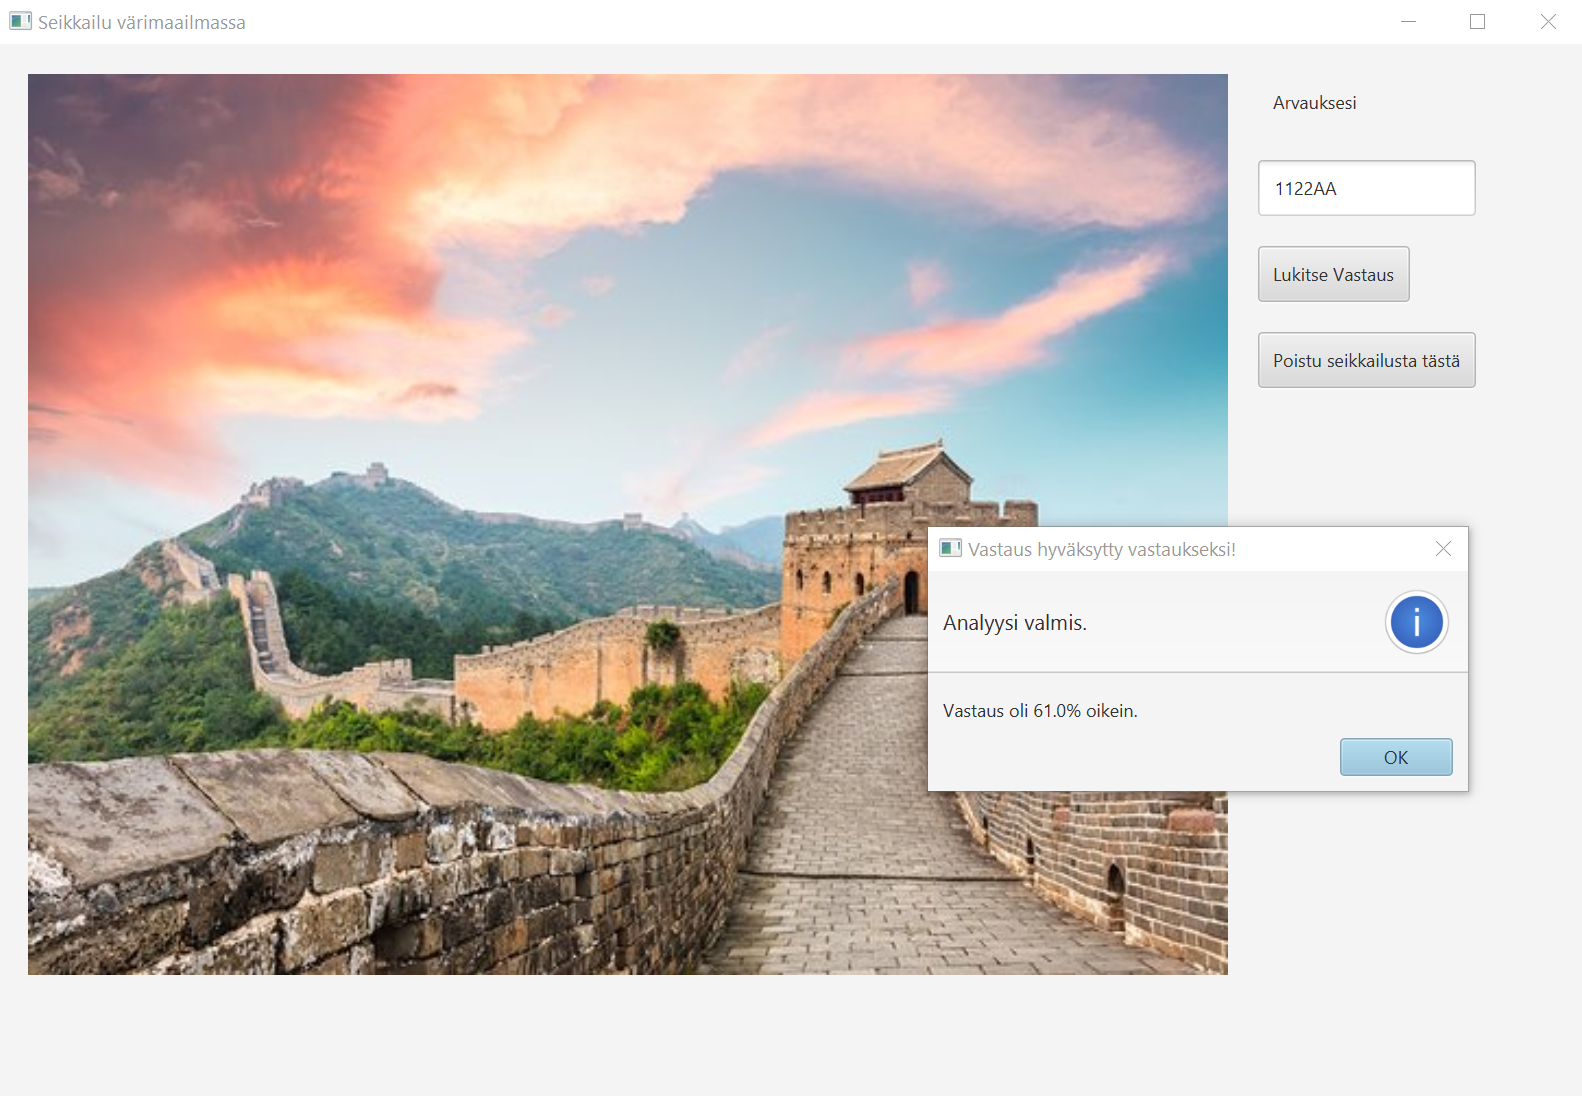 Seikkailu värimaailmassa
Arvauksesi
1122AA
Lukitse Vastaus
Poistu seikkailusta tästä
Vastaus hyväksytty vastaukseksi!
Analyysi valmis.
Vastaus oli 61.0% oikein.
OK